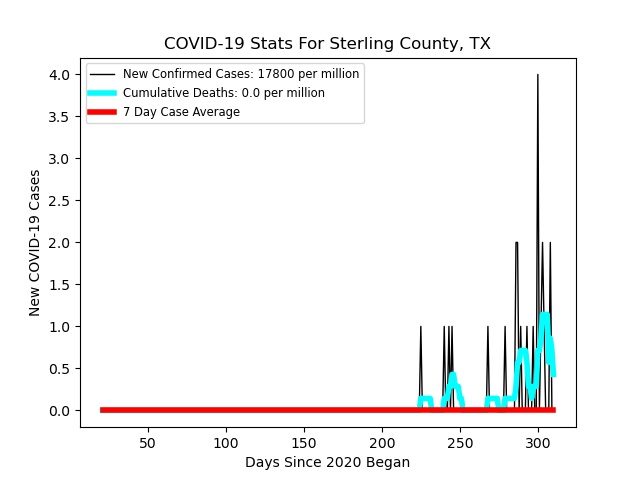 COVID-19 Stats For Sterling County, TX
New Confirmed Cases: 17800 per million
Cumulative Deaths: 0.0 per million
7 Day Case Average
New COVID-19 Cases
4.0
3.5
3.0
2.5
2.0
1.5
1.0
0.5
0.0
50 100 150 200 250 300
Days Since 2020 Began